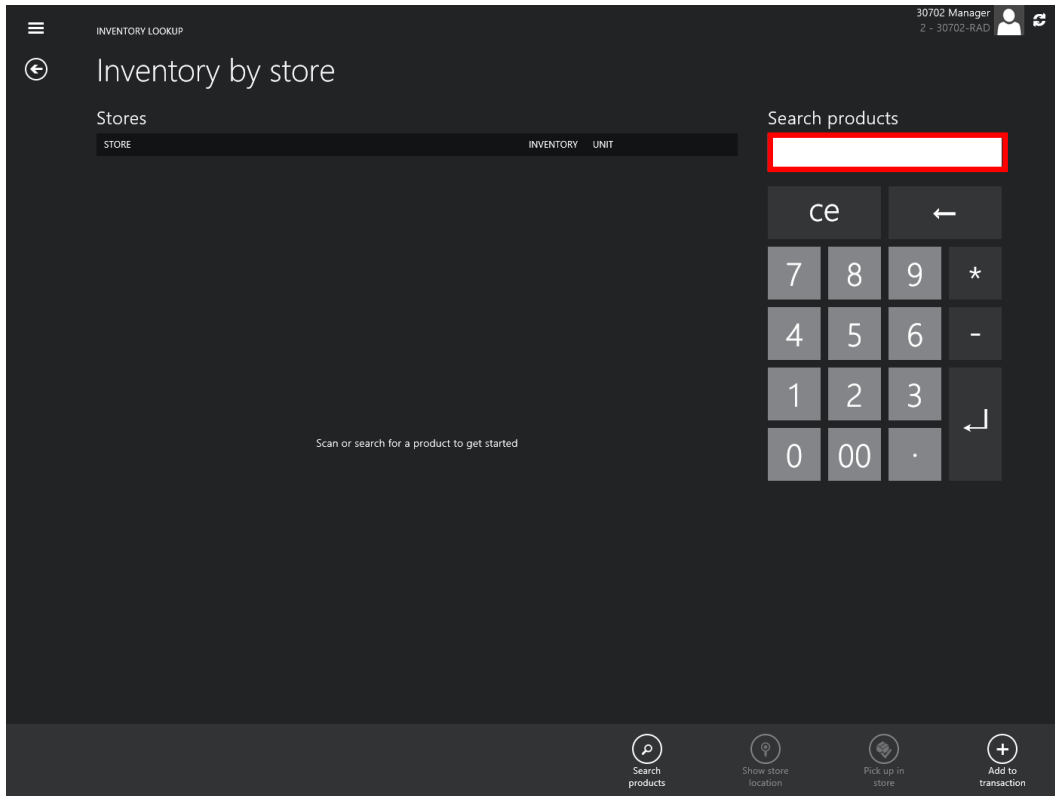 30702 Manager
2 - 30702-RAD
INVENTORY LOOKUP
Inventory by store
Stores
Search products
STORE INVENTORY UNIT
ce ←
7 8 9 *
4 5 6 -
1 2 3
0 00 .
Scan or search for a product to get started
Search
products
Show store
location
Pick up in
store
Add to
transaction